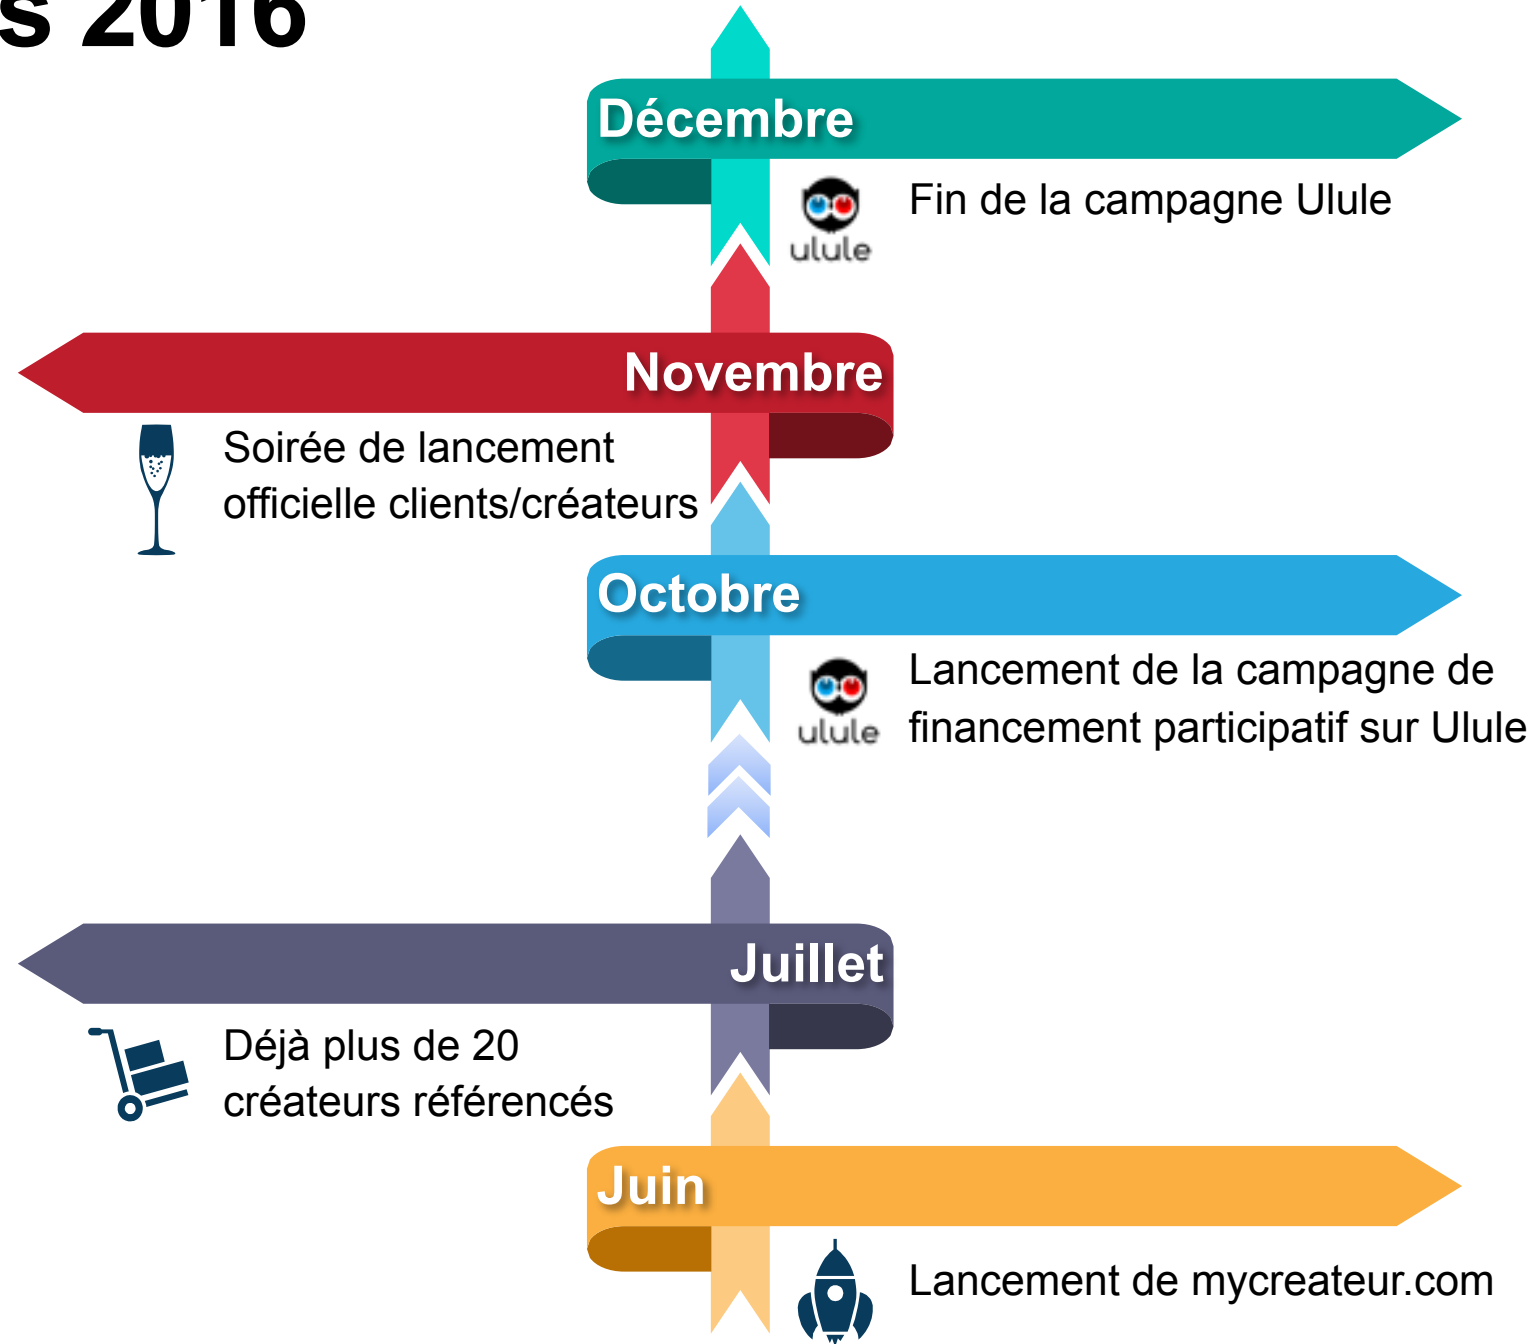 s 2016
Décembre
Fin de la campagne Ulule
ulule
Novembre
Soirée de lancement
officielle clients/créateurs
Octobre
Lancement de la campagne de
financement participatif sur Ulule
ulule
Juillet
Déjà plus de 20
créateurs référencés
Juin
Lancement de mycreateur.com